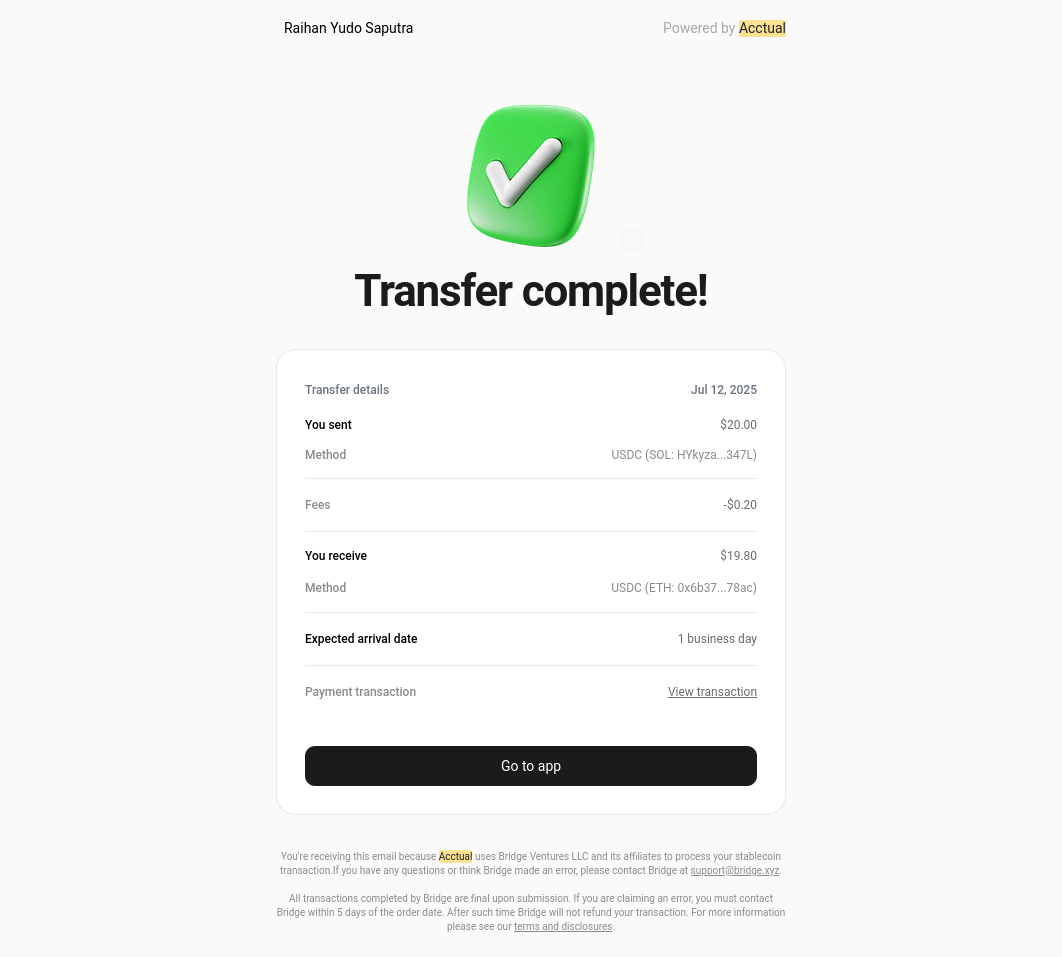 Raihan Yudo Saputra Powered by Acctual
Transfer complete!
Transfer details Jul 12, 2025
You sent $20.00
Method USDC (SOL: HYkyza...347L)
Fees -$0.20
You receive $19.80
Method USDC (ETH: 0x6b37...78ac)
Expected arrival date 1 business day
Payment transaction View transaction
Go to app
You're receiving this email because Acctual uses Bridge Ventures LLC and its affiliates to process your stablecoin
transaction.If you have any questions or think Bridge made an error, please contact Bridge at support@bridge.xyz.
All transactions completed by Bridge are final upon submission. If you are claiming an error, you must contact
Bridge within 5 days of the order date. After such time Bridge will not refund your transaction. For more information
please see our terms and disclosures.